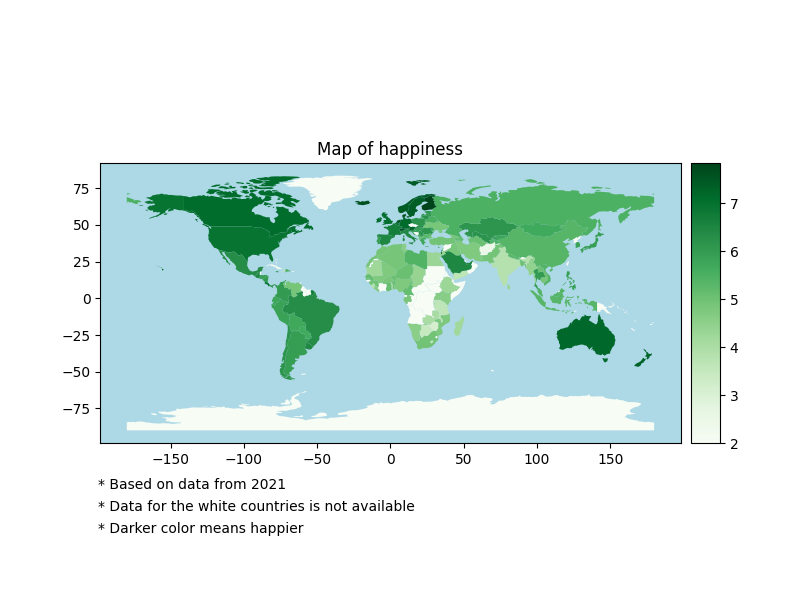 Map of happiness
75
50
25
0
−25
−50
−75
−150 −100 −50 0 50 100 150
7
6
5
4
3
2
* Based on data from 2021
* Data for the white countries is not available
* Darker color means happier